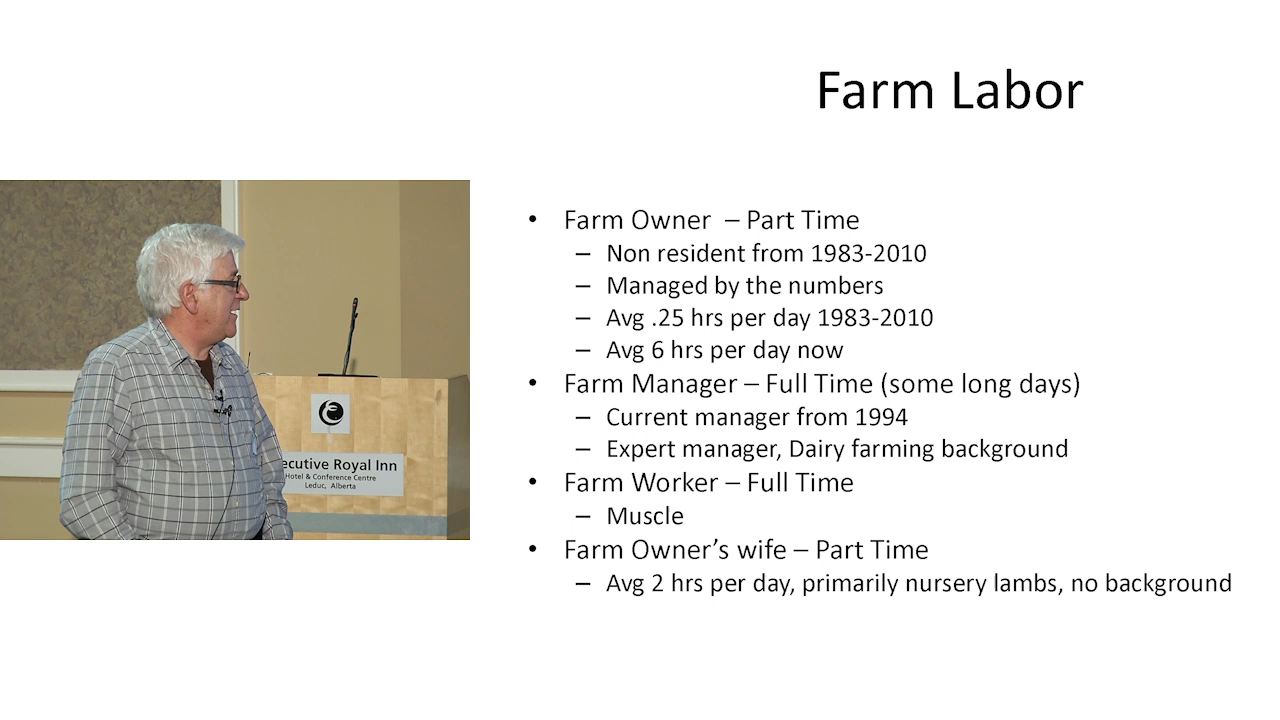 Farm Labor
• Farm Owner – Part Time
– Non resident from 1983-2010
– Managed by the numbers
– Avg .25 hrs per day 1983-2010
– Avg 6 hrs per day now
• Farm Manager – Full Time (some long days)
– Current manager from 1994
– Expert manager, Dairy farming background
• Farm Worker – Full Time
– Muscle
• Farm Owner’s wife – Part Time
– Avg 2 hrs per day, primarily nursery lambs, no background
ecutive Royal Inn
Hotel & Conference Centre
Leduc, Alberta